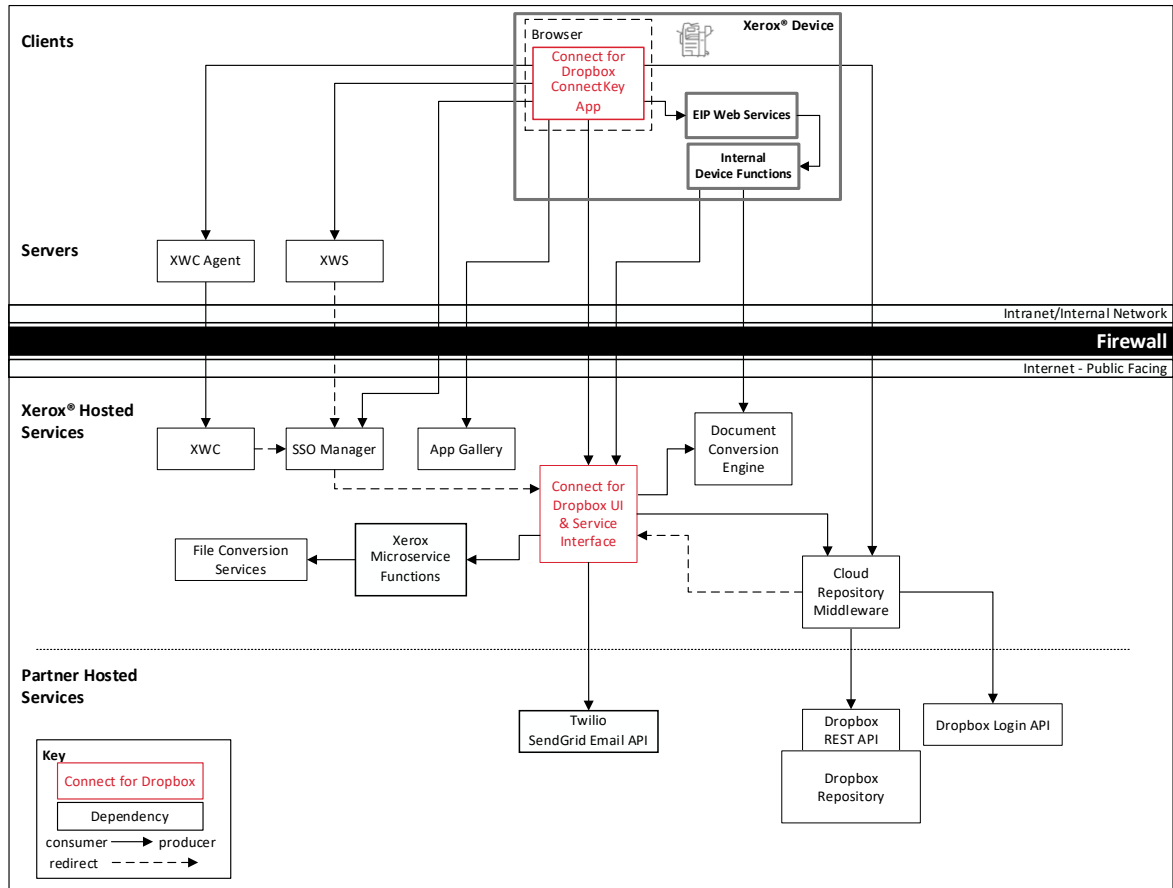 Clients
Xerox® Device
Browser
Connect for
Dropbox
ConnectKey
App
EIP Web Services
Internal
Device Functions
Servers
XWC Agent
XWS
Intranet/Internal Network
Firewall
Internet - Public Facing
Xerox® Hosted
Services
XWC
SSO Manager
App Gallery
Document
Conversion
Engine
Connect for
Dropbox UI
& Service
Interface
File Conversion
Services
Xerox
Microservice
Functions
Cloud
Repository
Middleware
Partner Hosted
Services
Twilio
SendGrid Email API
Dropbox
REST API
Dropbox Login API
Dropbox
Repository
Key
Connect for Dropbox
Dependency
consumer
producer
redirect